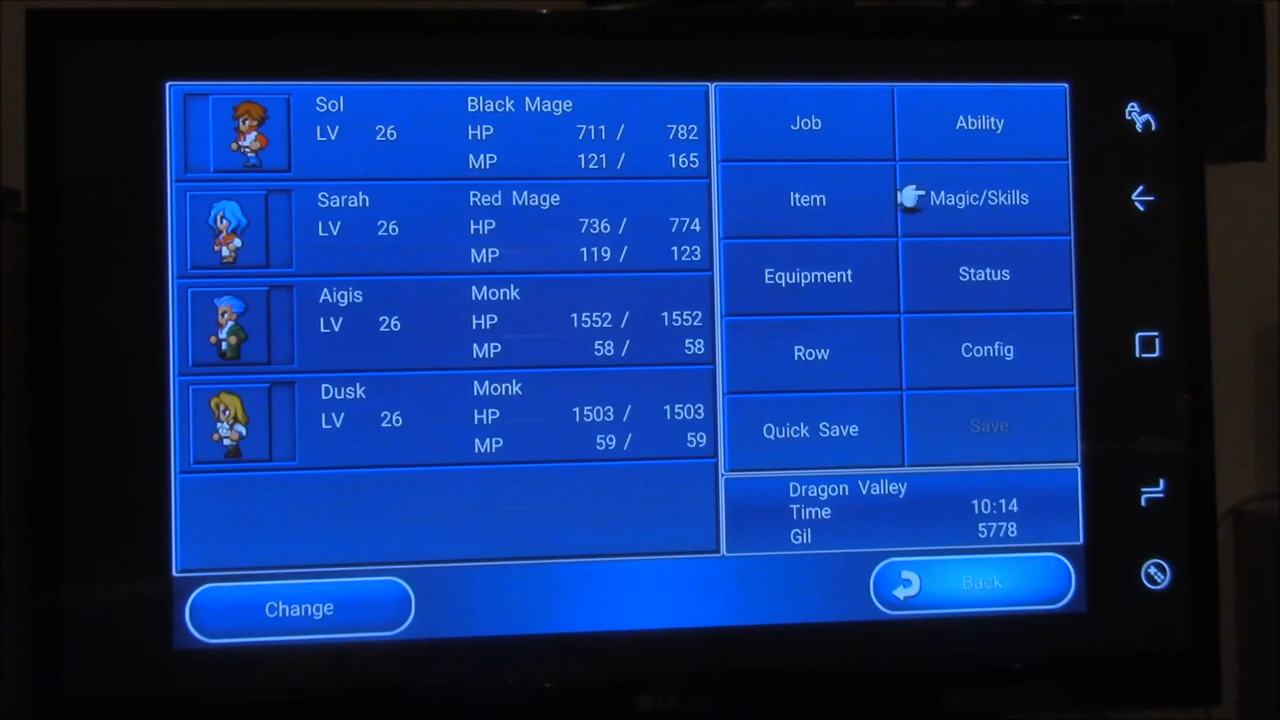 Sol Black Mage
LV 26 HP 711 / 782
MP 121 / 165
Sarah Red Mage
LV 26 HP 736 / 774
MP 119 / 123
Aigis Monk
LV 26 HP 1552 / 1552
MP 58 / 58
Dusk Monk
LV 26 HP 1503 / 1503
MP 59 / 59
Change
Job Ability
Item Magic/Skills
Equipment Status
Row Config
Quick Save Save
Dragon Valley
Time 10:14
Gil 5778
Back
LG